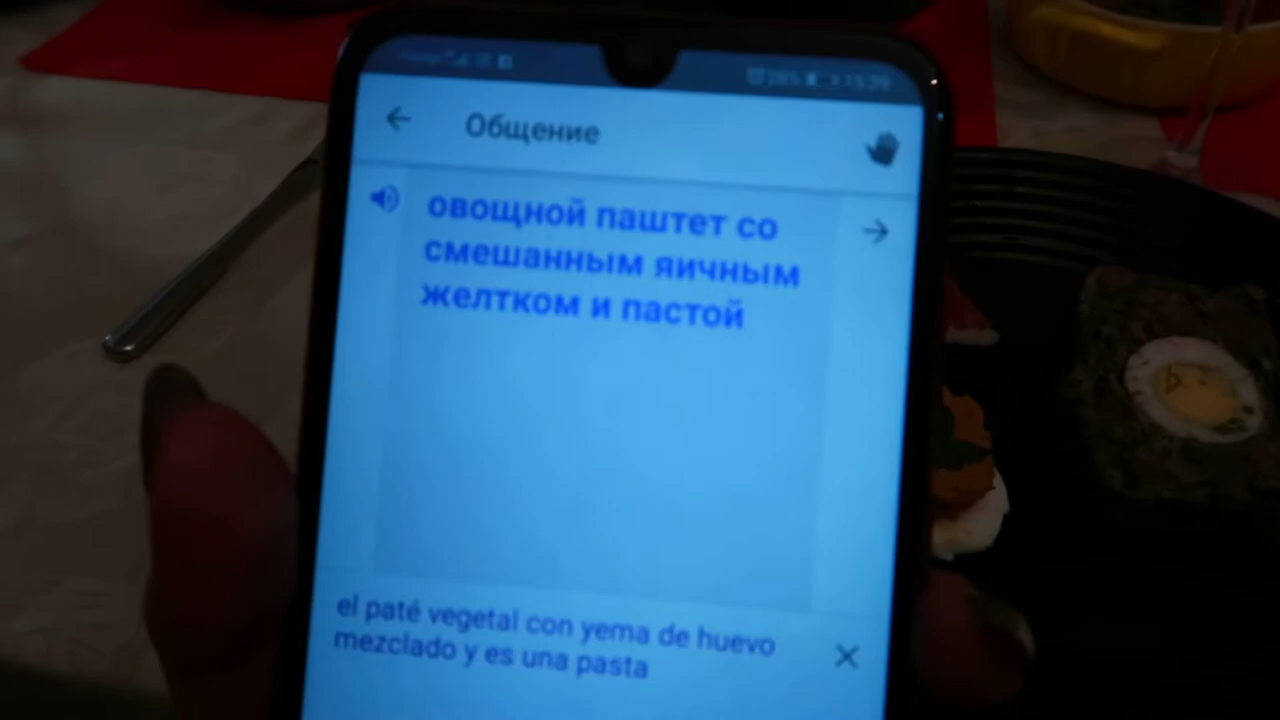 Общение
овощной паштет со
смешанным яичным
желтком и пастой
el paté vegetal con yema de huevo
mezclado y es una pasta